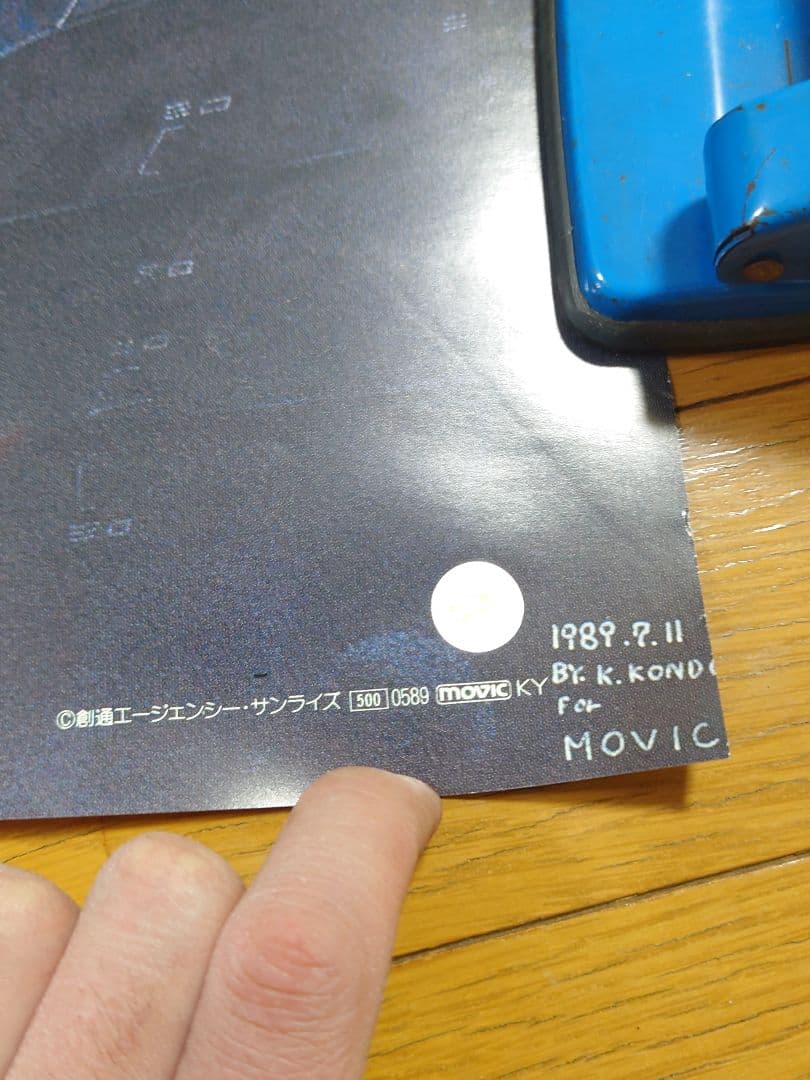 1989.7.11
BY. K. KONDO
For
MOVIC
©創通エージェンシー・サンライズ 500 0589 movic KY